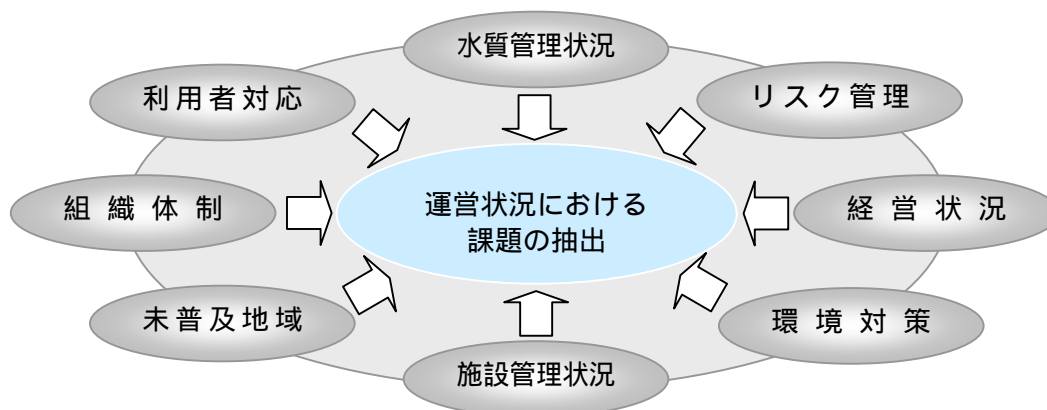 水質管理状況
利用者対応
リスク管理
組織体制
運営状況における
課題の抽出
経営状況
未普及地域
環境対策
施設管理状況